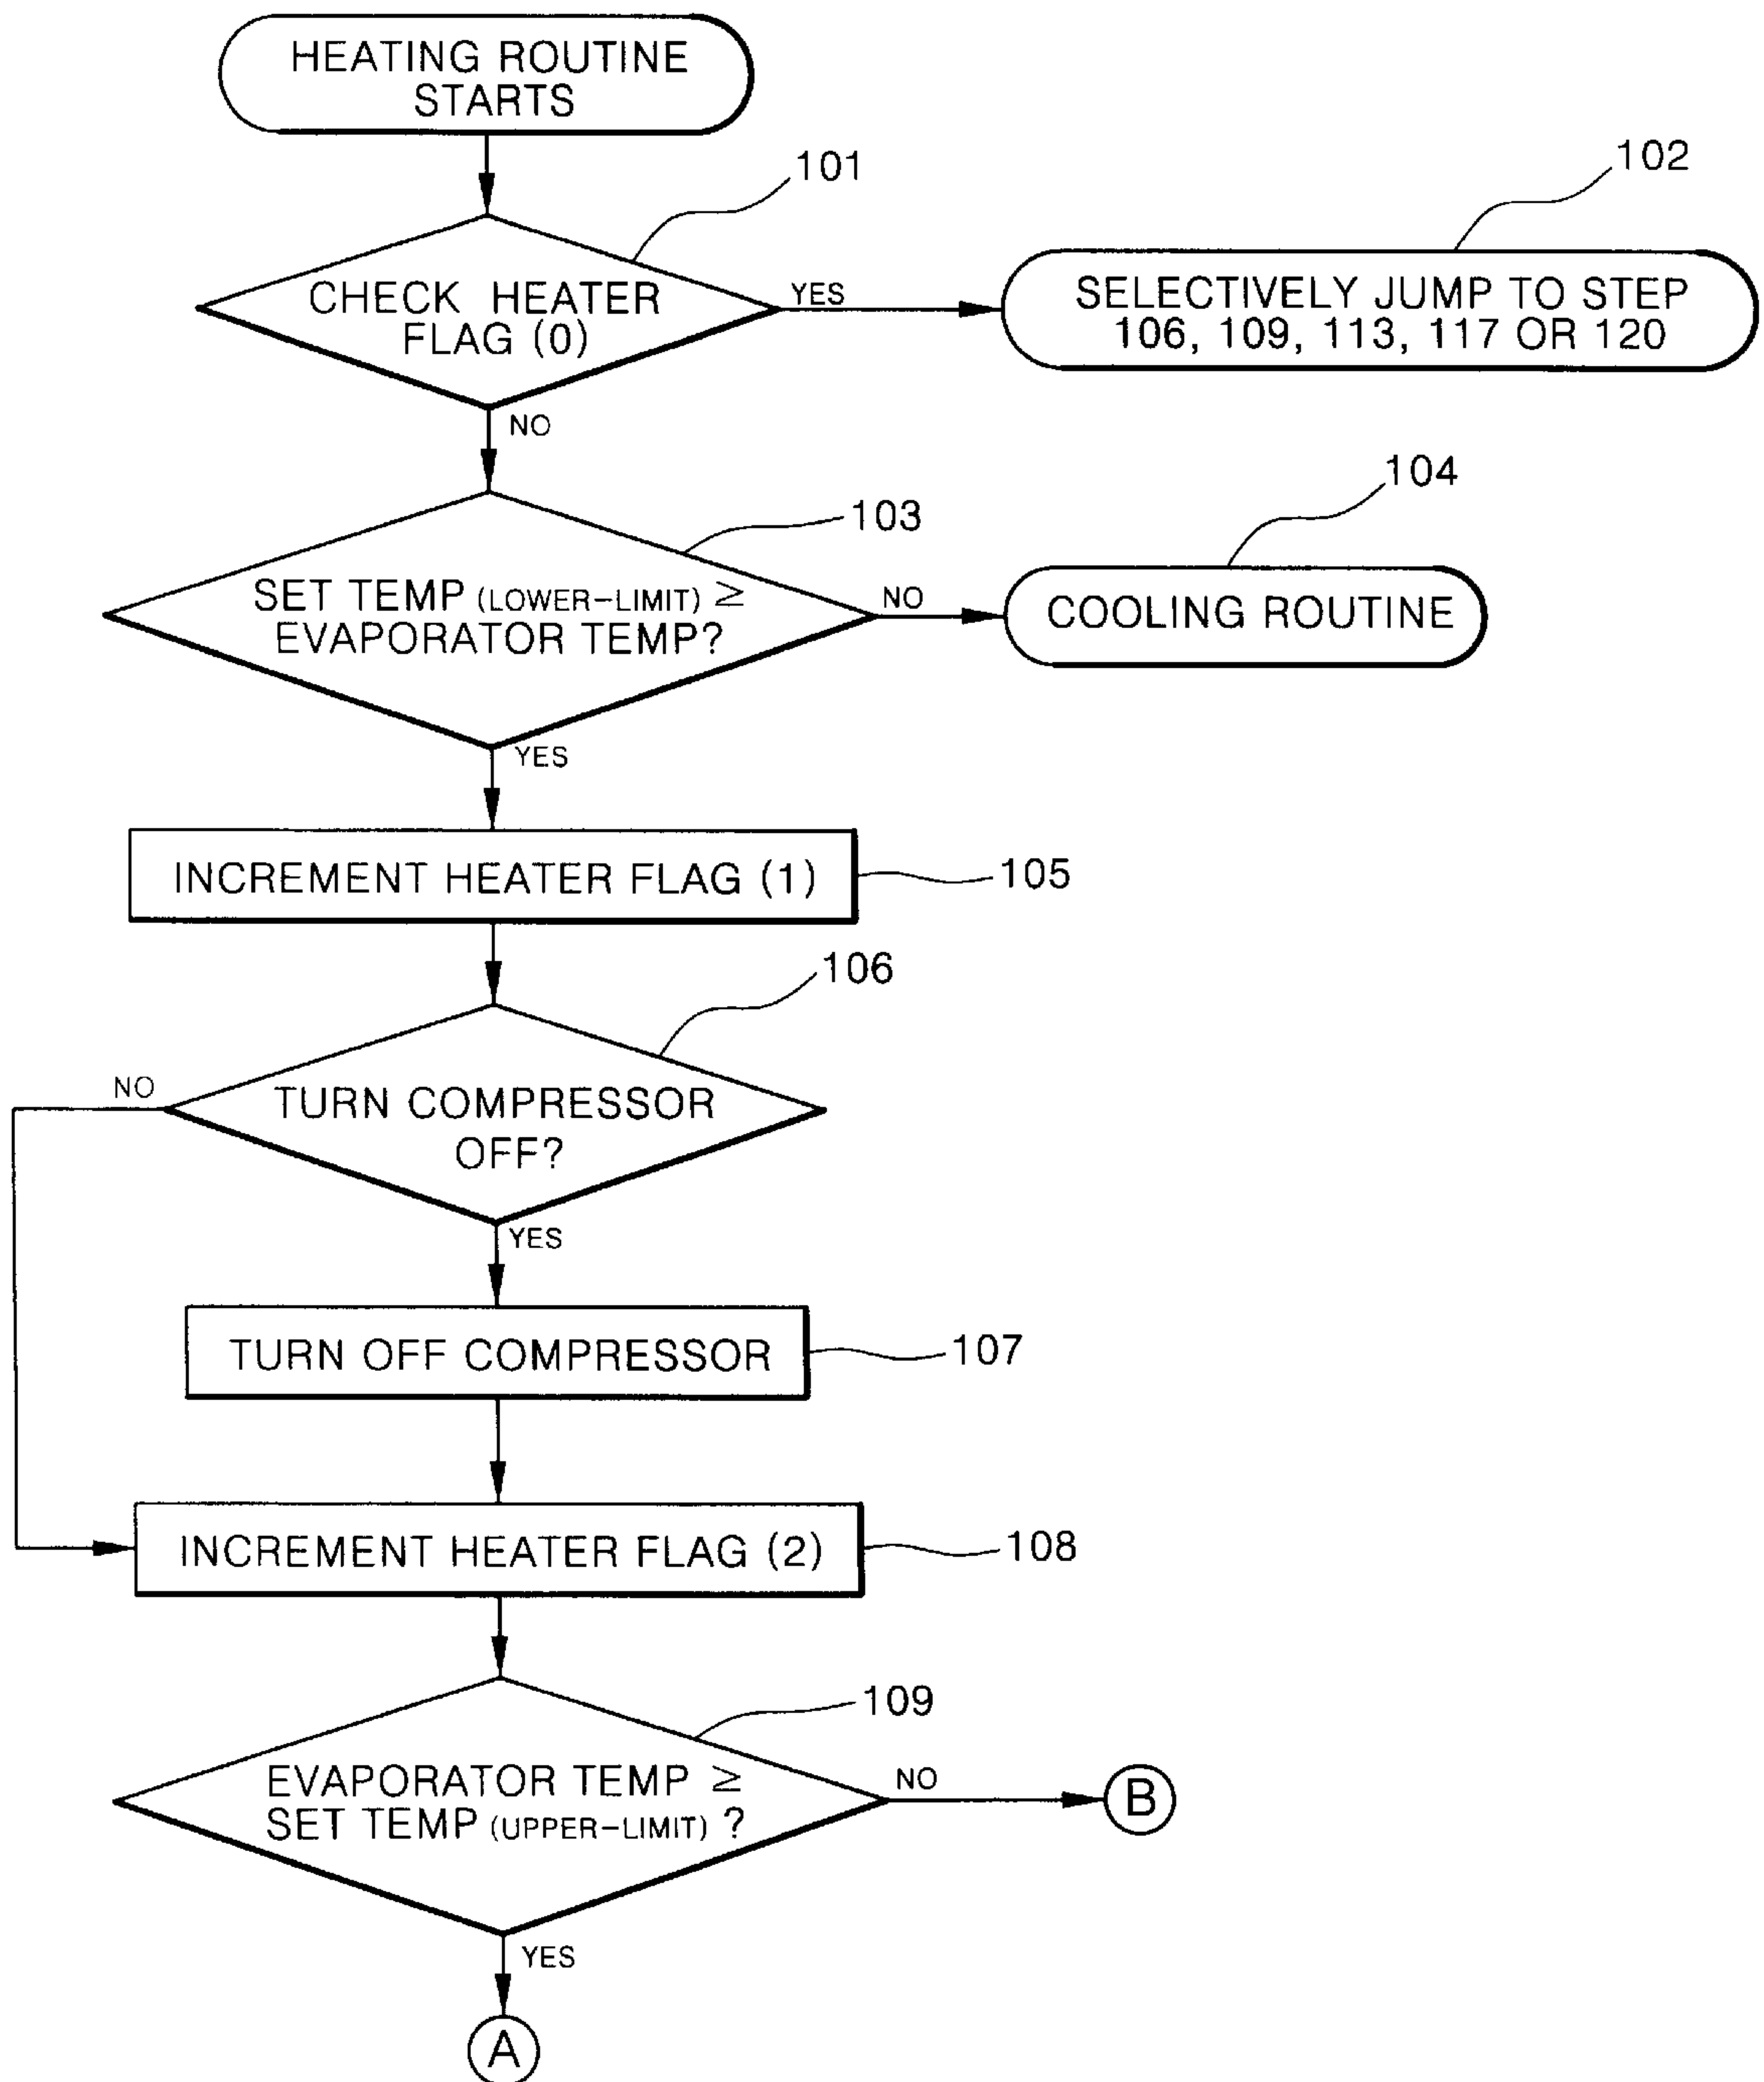 HEATING ROUTINE
STARTS
101
102
CHECK HEATER
FLAG (0)
YES
SELECTIVELY JUMP TO STEP
106, 109, 113, 117 OR 120
NO
103
104
SET TEMP (LOWER-LIMIT) ≥
EVAPORATOR TEMP?
NO
COOLING ROUTINE
YES
INCREMENT HEATER FLAG (1)
105
106
NO
TURN COMPRESSOR
OFF?
YES
TURN OFF COMPRESSOR
107
INCREMENT HEATER FLAG (2)
108
109
EVAPORATOR TEMP ≥
SET TEMP (UPPER-LIMIT) ?
NO
B
YES
A